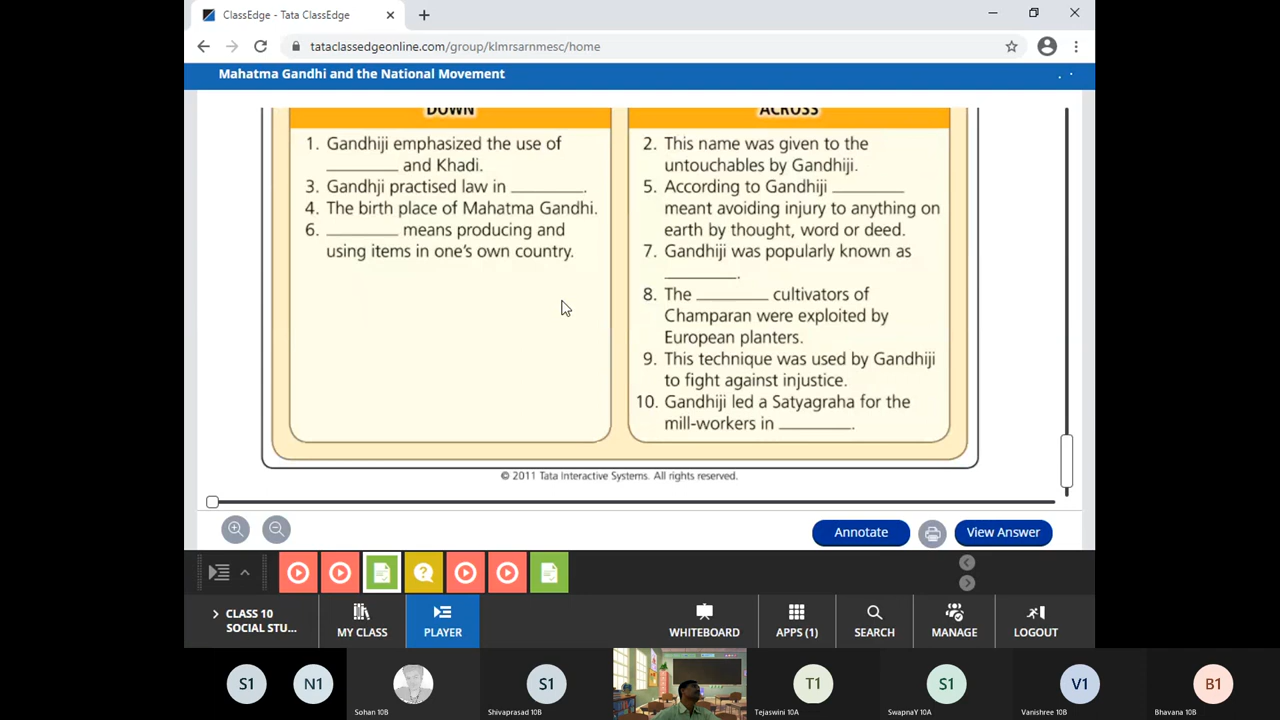 ClassEdge - Tata ClassEdge
tataclassedgeonline.com/group/klmrsarnmesc/home
Mahatma Gandhi and the National Movement
DOWN
1. Gandhiji emphasized the use of
________ and Khadi.
3. Gandhji practised law in ________.
4. The birth place of Mahatma Gandhi.
6. ________ means producing and
using items in one's own country.
ACROSS
2. This name was given to the
untouchables by Gandhiji.
5. According to Gandhiji ________
meant avoiding injury to anything on
earth by thought, word or deed.
7. Gandhiji was popularly known as
________.
8. The ________ cultivators of
Champaran were exploited by
European planters.
9. This technique was used by Gandhiji
to fight against injustice.
10. Gandhiji led a Satyagraha for the
mill-workers in ________.
© 2011 Tata Interactive Systems. All rights reserved.
Annotate
View Answer
CLASS 10
SOCIAL STU...
MY CLASS
PLAYER
WHITEBOARD
APPS (1)
SEARCH
MANAGE
LOGOUT
S1
N1
S1
T1
S1
V1
B1
Sohan 10B
Shivaprasad 10B
Tejaswini 10A
SwapnaY 10A
Vanishree 10B
Bhavana 10B